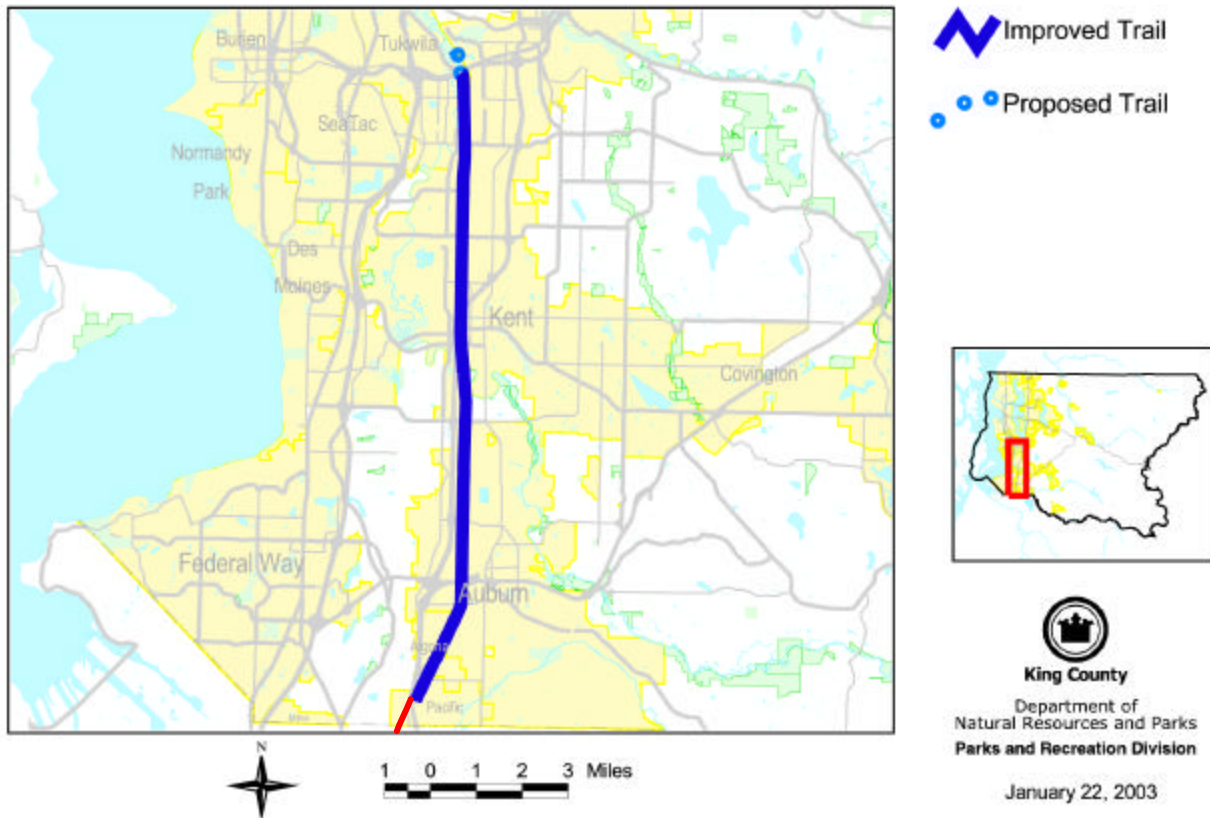 Burien
Tukwila
SeaTac
Normandy
Park
Des
Moines
Kent
Covington
Federal Way
Auburn
Algona
Pacific
Milton
Improved Trail
Proposed Trail
King County
Department of
Natural Resources and Parks
Parks and Recreation Division
January 22, 2003
N
1 0 1 2 3 Miles